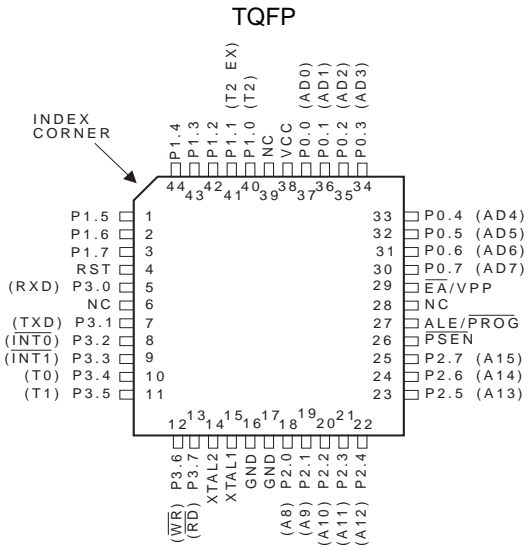 TQFP
INDEX
CORNER
P1.4
P1.3
P1.2
P1.1 (T2 EX)
P1.0 (T2)
NC
VCC
P0.0 (AD0)
P0.1 (AD1)
P0.2 (AD2)
P0.3 (AD3)
44 43 42 41 40 39 38 37 36 35 34
P1.5 1
P1.6 2
P1.7 3
RST 4
(RXD) P3.0 5
NC 6
(TXD) P3.1 7
(INT0) P3.2 8
(INT1) P3.3 9
(T0) P3.4 10
(T1) P3.5 11
33 P0.4 (AD4)
32 P0.5 (AD5)
31 P0.6 (AD6)
30 P0.7 (AD7)
29 EA/VPP
28 NC
27 ALE/PROG
26 PSEN
25 P2.7 (A15)
24 P2.6 (A14)
23 P2.5 (A13)
12 13 14 15 16 17 18 19 20 21 22
(WR) P3.6
(RD) P3.7
XTAL2
XTAL1
GND
GND
(A8) P2.0
(A9) P2.1
(A10) P2.2
(A11) P2.3
(A12) P2.4